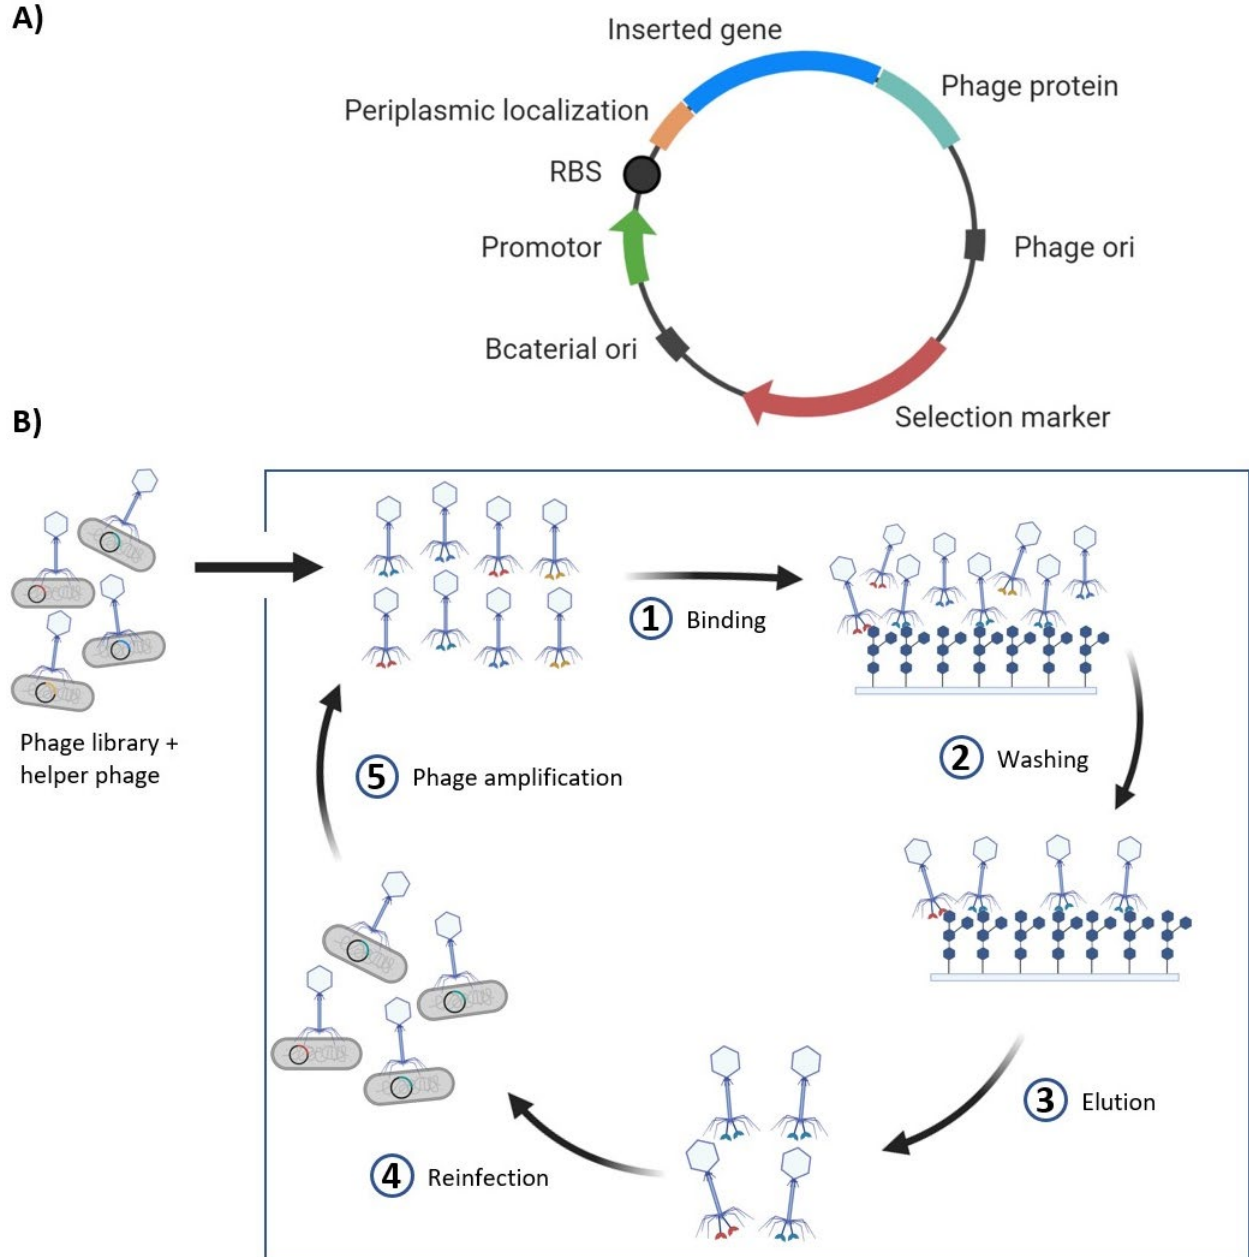 A)
Inserted gene
Phage protein
Periplasmic localization
RBS
Promotor
Phage ori
Bcaterial ori
Selection marker
B)
Phage library +
helper phage
1 Binding
2 Washing
3 Elution
4 Reinfection
5 Phage amplification